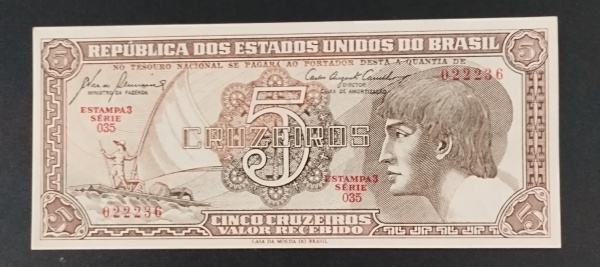 5 REPÚBLICA DOS ESTADOS UNIDOS DO BRASIL 5
NO TESOURO NACIONAL SE PAGARÁ AO PORTADOR DESTA A QUANTIA DE
022236
MINISTRO DA FAZENDA
DIRECTOR
CAIXA DE AMORTIZAÇÃO
ESTAMPA 3
SÉRIE
035
5
CRUZEIROS
ESTAMPA 3
SÉRIE
035
022236
5 CINCO CRUZEIROS 5
VALOR RECEBIDO
CASA DA MOEDA DO BRASIL